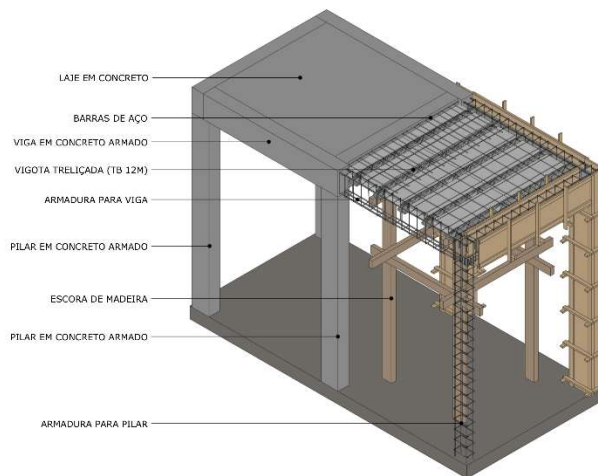 LAJE EM CONCRETO
BARRAS DE AÇO
VIGA EM CONCRETO ARMADO
VIGOTA TRELIÇADA (TB 12M)
ARMADURA PARA VIGA
PILAR EM CONCRETO ARMADO
ESCORA DE MADEIRA
PILAR EM CONCRETO ARMADO
ARMADURA PARA PILAR